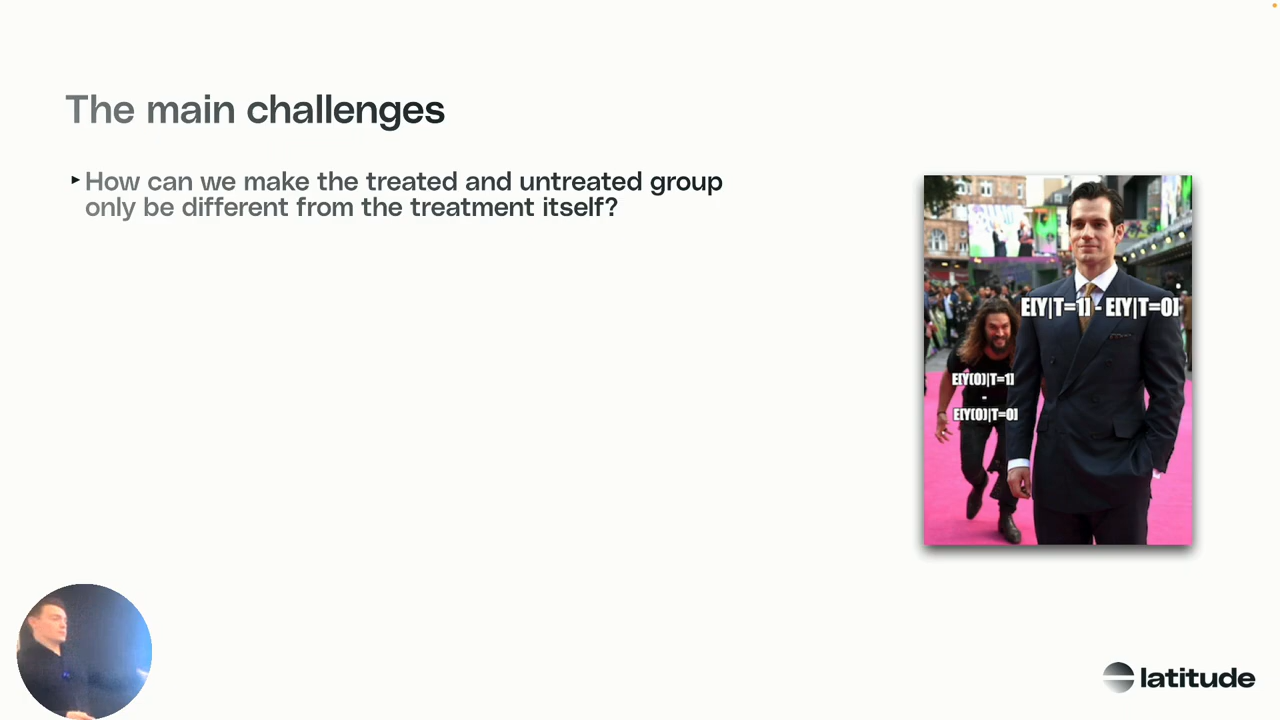 The main challenges
How can we make the treated and untreated group
only be different from the treatment itself?
E[Y|T=1] - E[Y|T=0]
E[Y(0)|T=1]
-
E[Y(0)|T=0]
latitude